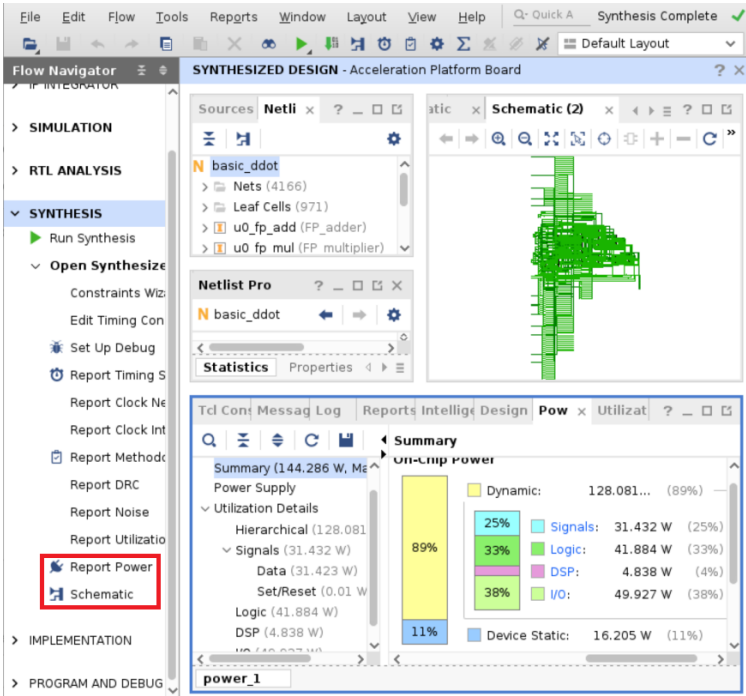 File Edit Flow Tools Reports Window Layout View Help Q- Quick A Synthesis Complete
Default Layout
Flow Navigator
SYNTHESIZED DESIGN - Acceleration Platform Board
IP INTEGRATOR
SIMULATION
RTL ANALYSIS
SYNTHESIS
Run Synthesis
Open Synthesize
Constraints Wiz
Edit Timing Con
Set Up Debug
Report Timing S
Report Clock Ne
Report Clock Int
Report Methodo
Report DRC
Report Noise
Report Utilizatio
Report Power
Schematic
IMPLEMENTATION
PROGRAM AND DEBUG
Sources Netli
N basic_ddot
Nets (4166)
Leaf Cells (971)
u0_fp_add (FP_adder)
u0_fp_mul (FP_multiplier)
Netlist Pro
N basic_ddot
Statistics Properties
atic Schematic (2)
Tcl Cons Messag Log Reports Intellige Design Pow Utilizat
Summary (144.286 W, Ma
Power Supply
Utilization Details
Hierarchical (128.081
Signals (31.432 W)
Data (31.423 W)
Set/Reset (0.01 W
Logic (41.884 W)
DSP (4.838 W)
I/O (49.927 W)
Summary
On-Chip Power
89%
11%
Dynamic: 128.081... (89%)
25% Signals: 31.432 W (25%)
33% Logic: 41.884 W (33%)
DSP: 4.838 W (4%)
38% I/O: 49.927 W (38%)
Device Static: 16.205 W (11%)
power_1